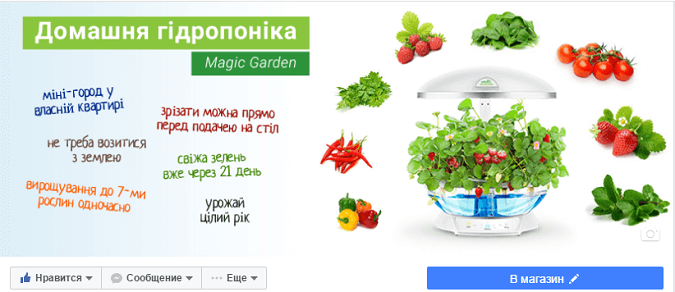 Домашня гідропоніка
Magic Garden
міні-город у
власній квартирі
зрізати можна прямо
перед подачею на стіл
не треба возитися
з землею
свіжа зелень
вже через 21 день
вирощування до 7-ми
рослин одночасно
урожай
цілий рік
Нравится
Сообщение
Еще
В магазин